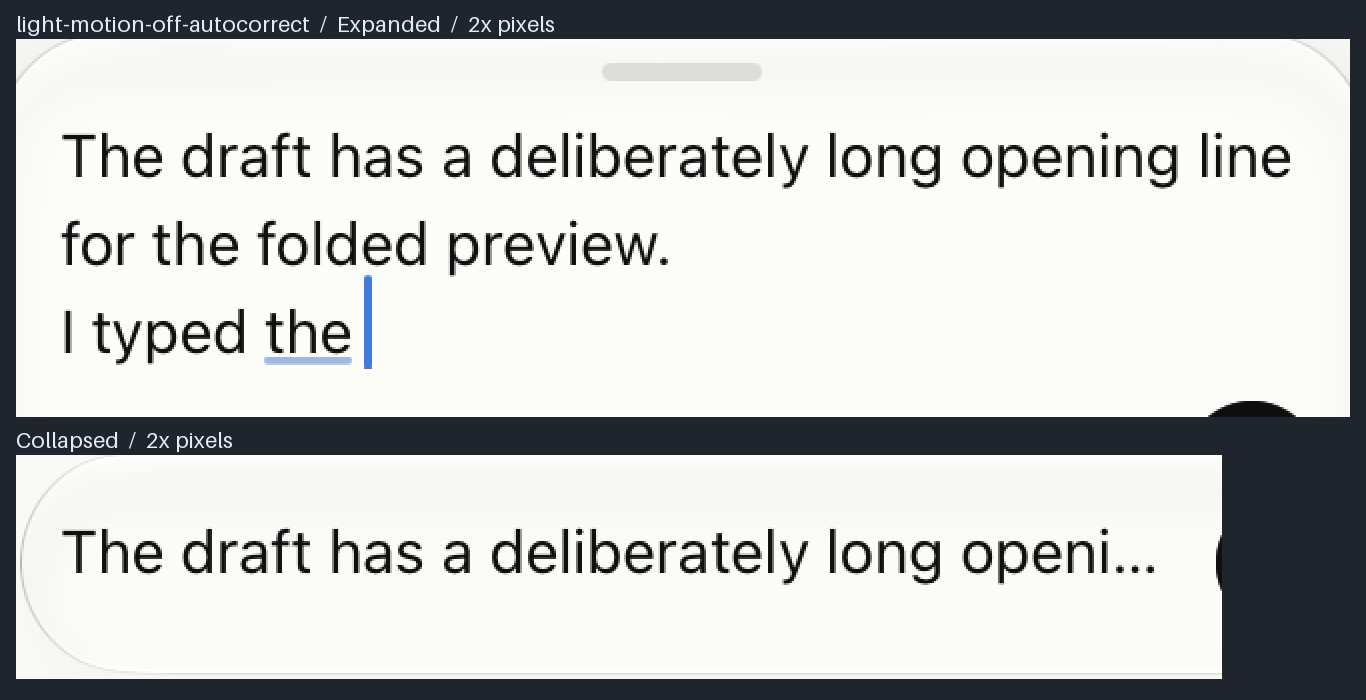 light-motion-off-autocorrect / Expanded / 2x pixels
The draft has a deliberately long opening line
for the folded preview.
I typed the
Collapsed / 2x pixels
The draft has a deliberately long openi...